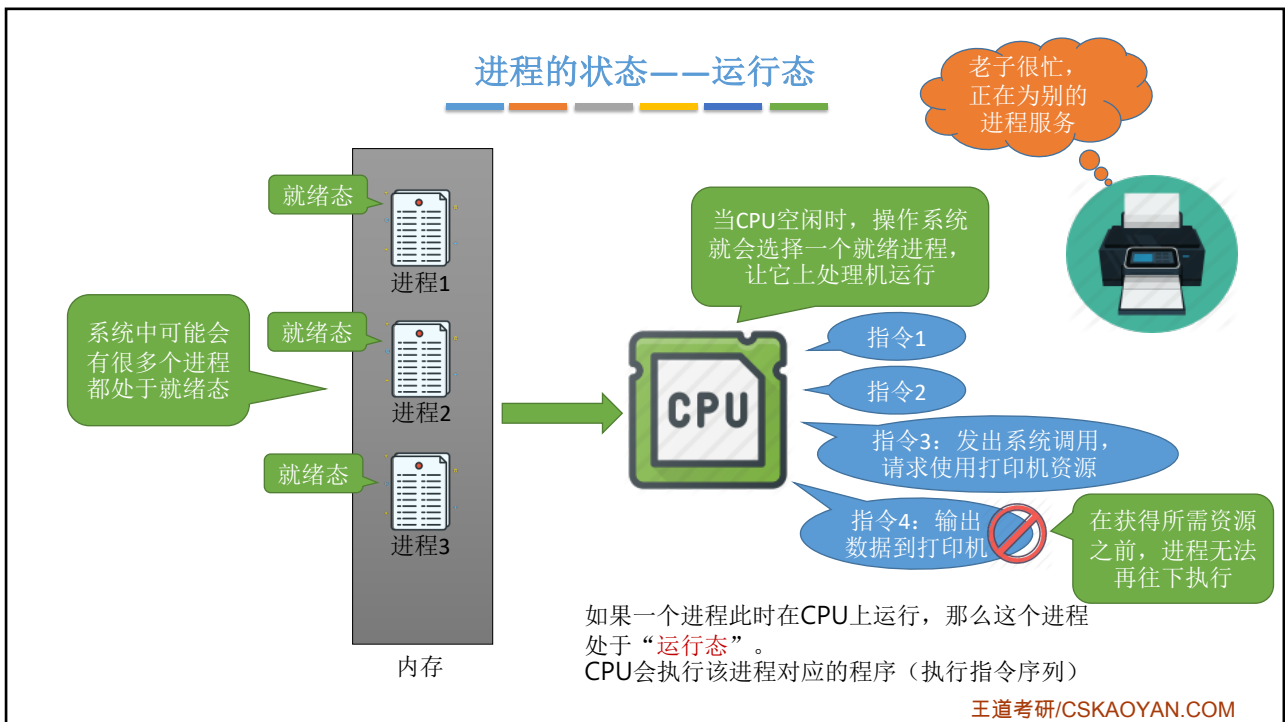 进程的状态——运行态
老子很忙,
正在为别的
进程服务
就绪态
进程1
系统中可能会
有很多个进程
都处于就绪态
就绪态
进程2
就绪态
进程3
内存
当CPU空闲时,操作系统
就会选择一个就绪进程,
让它上处理机运行
CPU
指令1
指令2
指令3:发出系统调用,
请求使用打印机资源
指令4:输出
数据到打印机
在获得所需资源
之前,进程无法
再往下执行
如果一个进程此时在CPU上运行,那么这个进程
处于“运行态”。
CPU会执行该进程对应的程序(执行指令序列)
王道考研/CSKAOYAN.COM